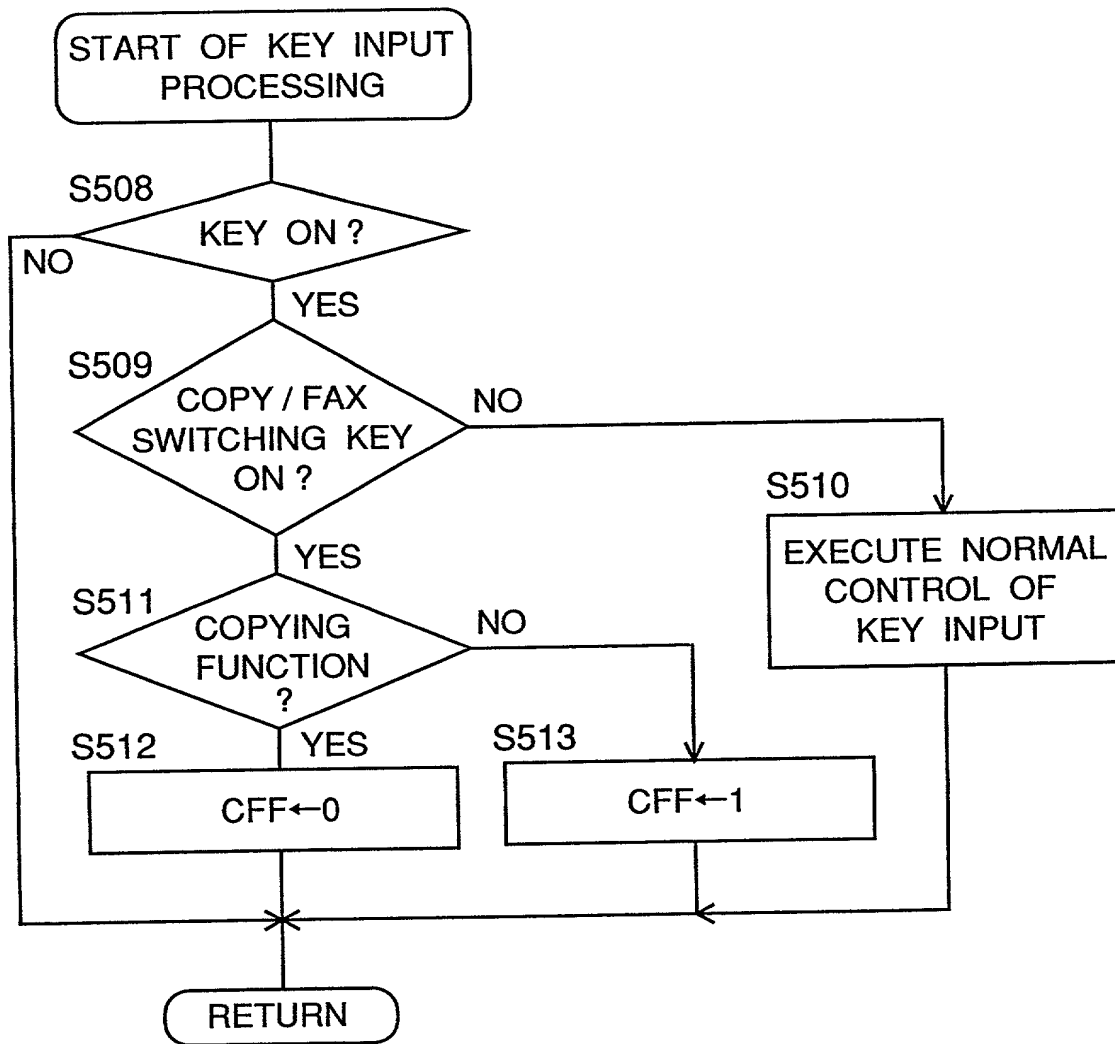 START OF KEY INPUT
PROCESSING
S508
KEY ON ?
NO
YES
S509
COPY / FAX
SWITCHING KEY
ON ?
NO
YES
S510
EXECUTE NORMAL
CONTROL OF
KEY INPUT
S511
COPYING
FUNCTION
?
NO
YES
S512
CFF←0
S513
CFF←1
RETURN